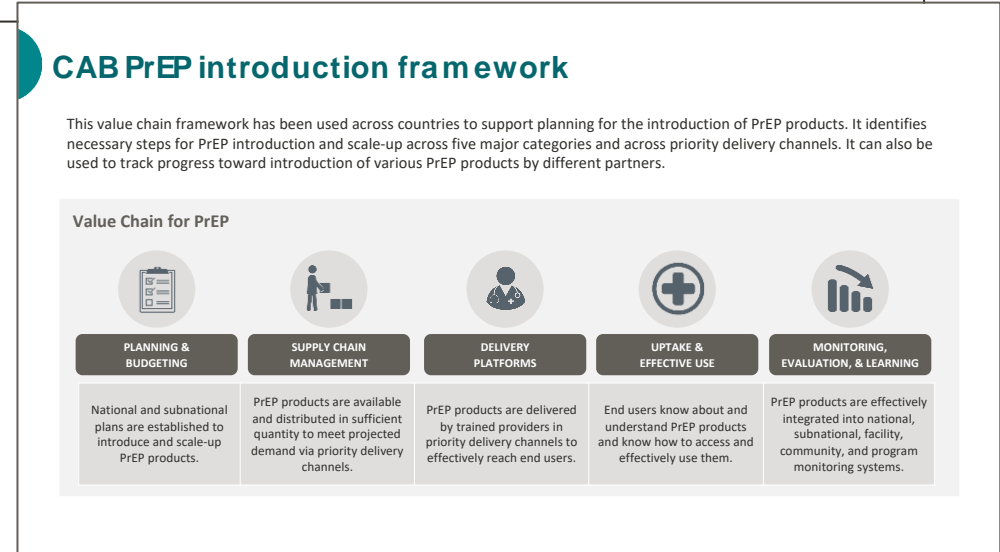 CAB PrEP introduction framework
This value chain framework has been used across countries to support planning for the introduction of PrEP products. It identifies
necessary steps for PrEP introduction and scale-up across five major categories and across priority delivery channels. It can also be
used to track progress toward introduction of various PrEP products by different partners.
Value Chain for PrEP
PLANNING &
BUDGETING
National and subnational
plans are established to
introduce and scale-up
PrEP products.
SUPPLY CHAIN
MANAGEMENT
PrEP products are available
and distributed in sufficient
quantity to meet projected
demand via priority delivery
channels.
DELIVERY
PLATFORMS
PrEP products are delivered
by trained providers in
priority delivery channels to
effectively reach end users.
UPTAKE &
EFFECTIVE USE
End users know about and
understand PrEP products
and know how to access and
effectively use them.
MONITORING,
EVALUATION, & LEARNING
PrEP products are effectively
integrated into national,
subnational, facility,
community, and program
monitoring systems.